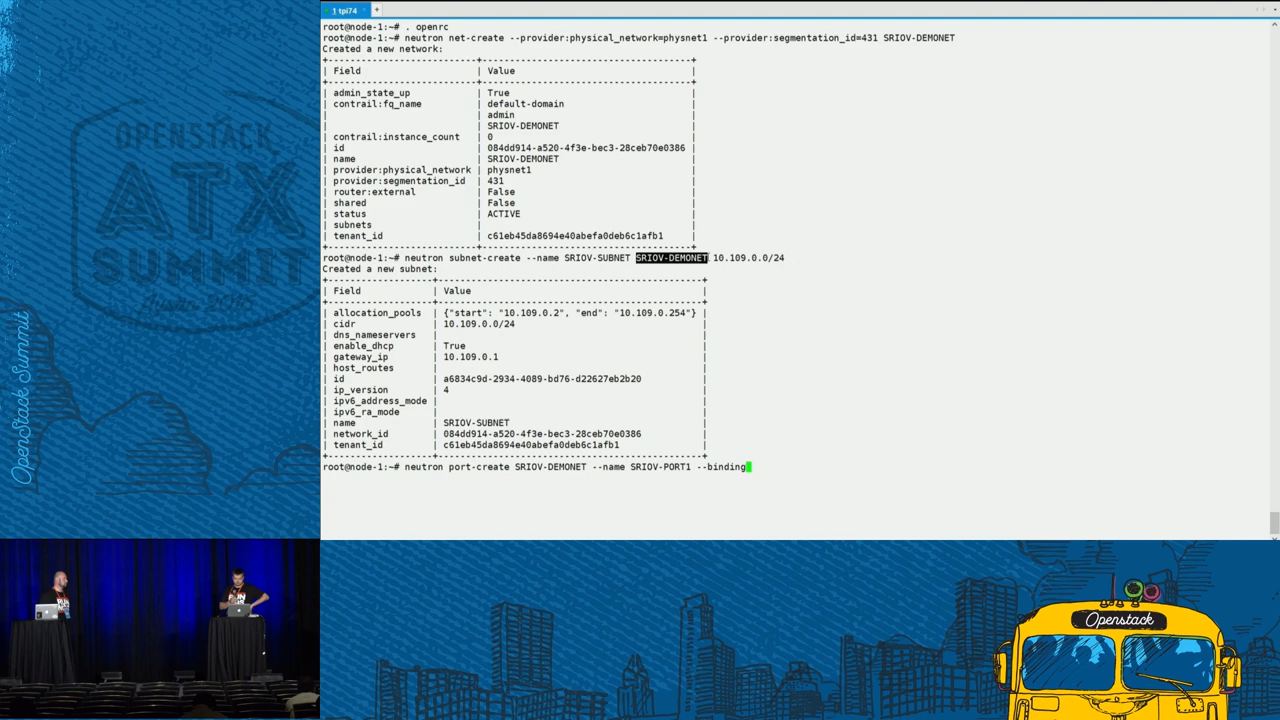 1 tpi74
root@node-1:~# . openrc
root@node-1:~# neutron net-create --provider:physical_network=physnet1 --provider:segmentation_id=431 SRIOV-DEMONET
Created a new network:
| Field | Value |
| admin_state_up | True |
| contrail:fq_name | default-domain |
| | admin |
| | SRIOV-DEMONET |
| contrail:instance_count | 0 |
| id | 084dd914-a520-4f3e-bec3-28ceb70e0386 |
| name | SRIOV-DEMONET |
| provider:physical_network | physnet1 |
| provider:segmentation_id | 431 |
| router:external | False |
| shared | False |
| status | ACTIVE |
| subnets | |
| tenant_id | c61eb45da8694e40abefa0deb6c1afb1 |
root@node-1:~# neutron subnet-create --name SRIOV-SUBNET SRIOV-DEMONET 10.109.0.0/24
Created a new subnet:
| Field | Value |
| allocation_pools | {"start": "10.109.0.2", "end": "10.109.0.254"} |
| cidr | 10.109.0.0/24 |
| dns_nameservers | |
| enable_dhcp | True |
| gateway_ip | 10.109.0.1 |
| host_routes | |
| id | a6834c9d-2934-4089-bd76-d22627eb2b20 |
| ip_version | 4 |
| ipv6_address_mode | |
| ipv6_ra_mode | |
| name | SRIOV-SUBNET |
| network_id | 084dd914-a520-4f3e-bec3-28ceb70e0386 |
| tenant_id | c61eb45da8694e40abefa0deb6c1afb1 |
root@node-1:~# neutron port-create SRIOV-DEMONET --name SRIOV-PORT1 --binding
OPENSTACK
ATX
SUMMIT
Austin
OpenStack Summit
Openstack